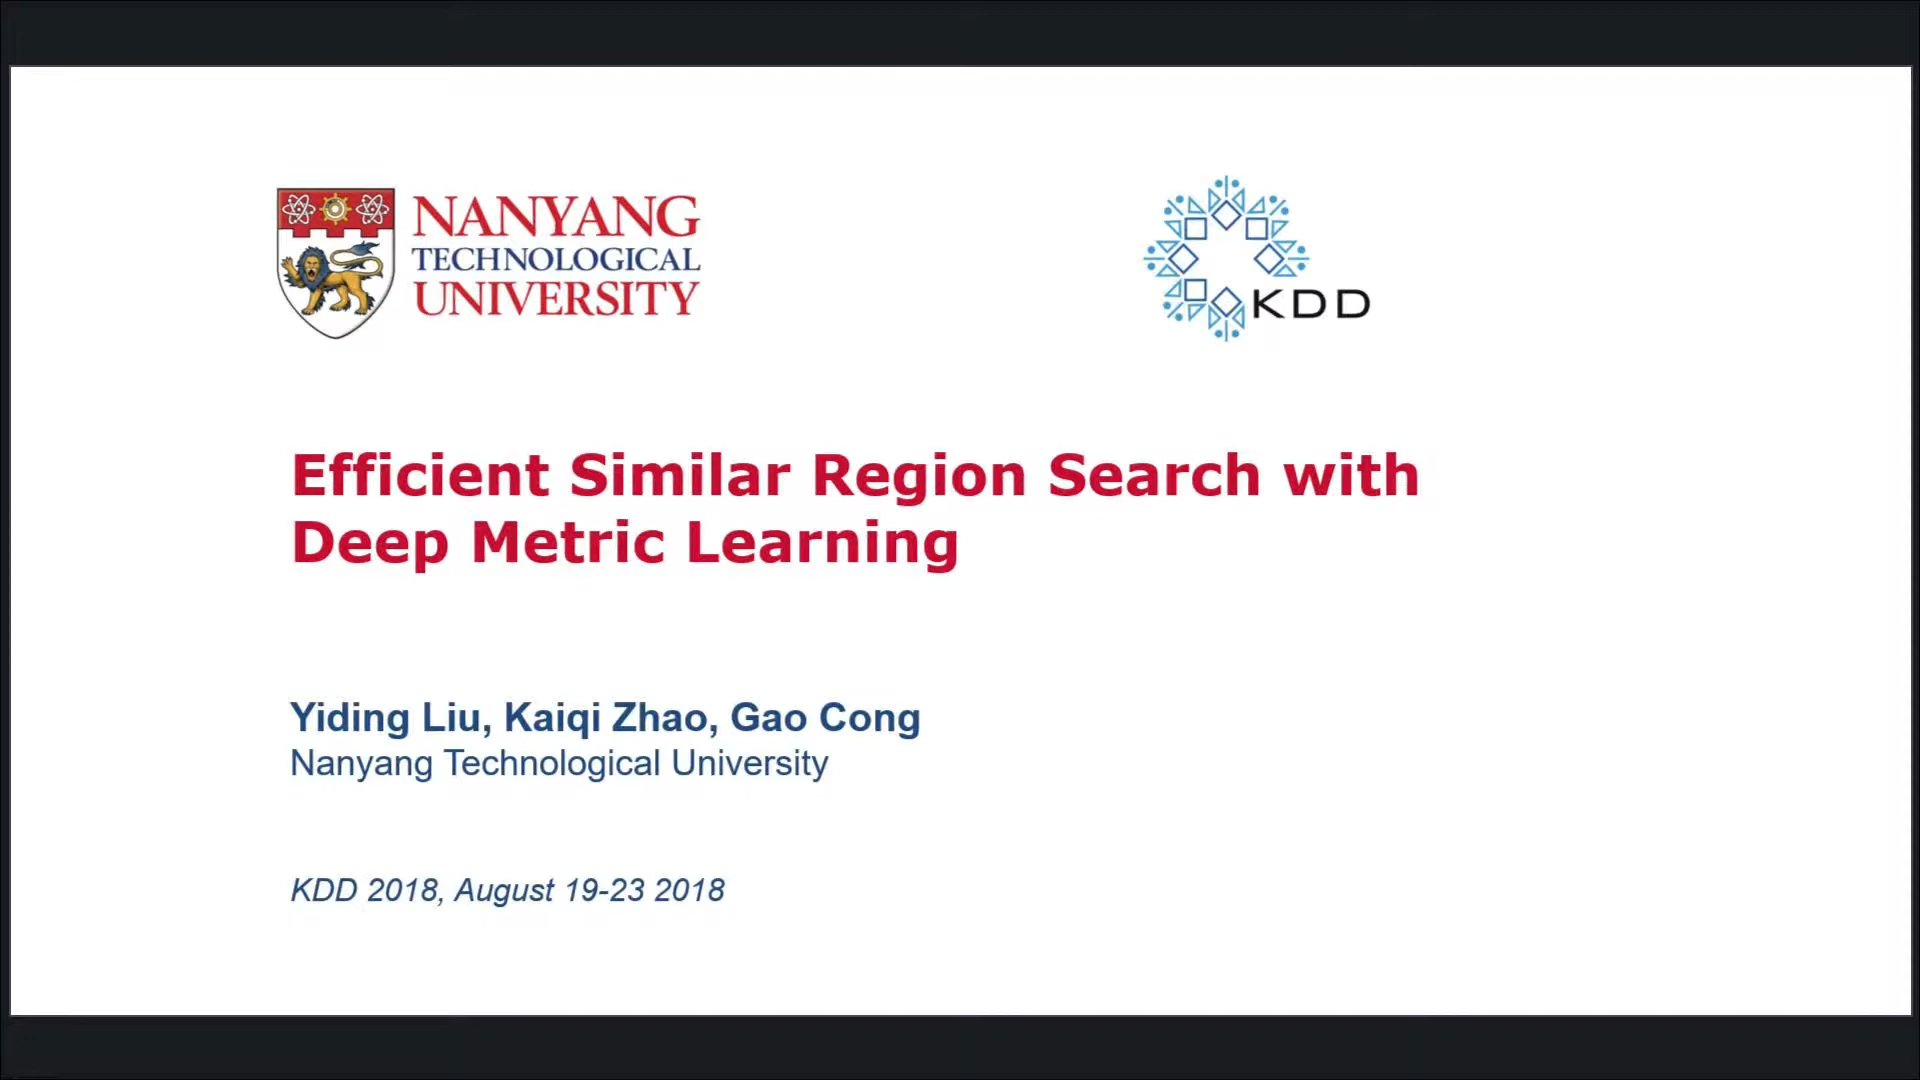 NANYANG
TECHNOLOGICAL
UNIVERSITY
KDD
Efficient Similar Region Search with
Deep Metric Learning
Yiding Liu, Kaiqi Zhao, Gao Cong
Nanyang Technological University
KDD 2018, August 19-23 2018